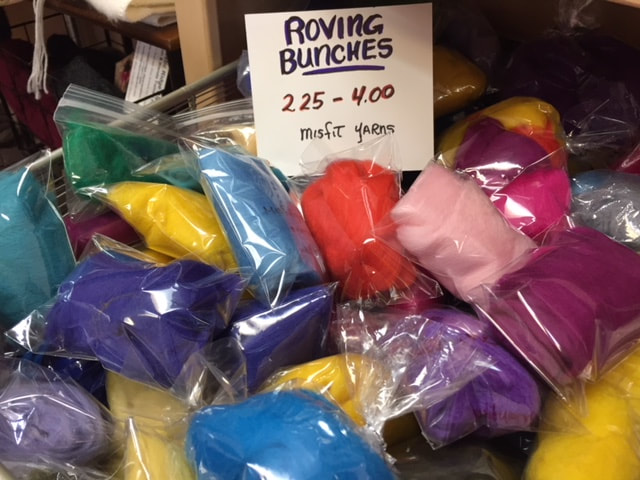 ROVING
BUNCHES
2.25 - 4.00
MISFIT YARNS